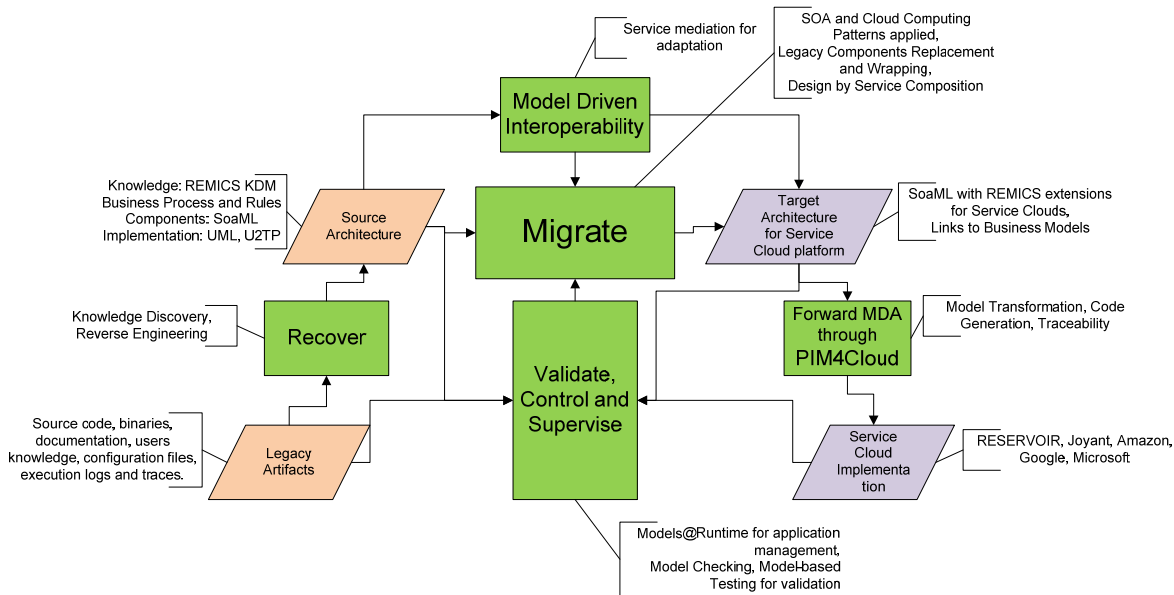 Service mediation for
adaptation
SOA and Cloud Computing
Patterns applied,
Legacy Components Replacement
and Wrapping,
Design by Service Composition
Model Driven
Interoperability
Knowledge: REMICS KDM
Business Process and Rules
Components: SoaML
Implementation: UML, U2TP
Source
Architecture
Migrate
Target
Architecture
for Service
Cloud platform
SoaML with REMICS extensions
for Service Clouds,
Links to Business Models
Knowledge Discovery,
Reverse Engineering
Recover
Validate,
Control and
Supervise
Forward MDA
through
PIM4Cloud
Model Transformation, Code
Generation, Traceability
Source code, binaries,
documentation, users
knowledge, configuration files,
execution logs and traces.
Legacy
Artifacts
Service
Cloud
Implementa
tion
RESERVOIR, Joyant, Amazon,
Google, Microsoft
Models@Runtime for application
management,
Model Checking, Model-based
Testing for validation